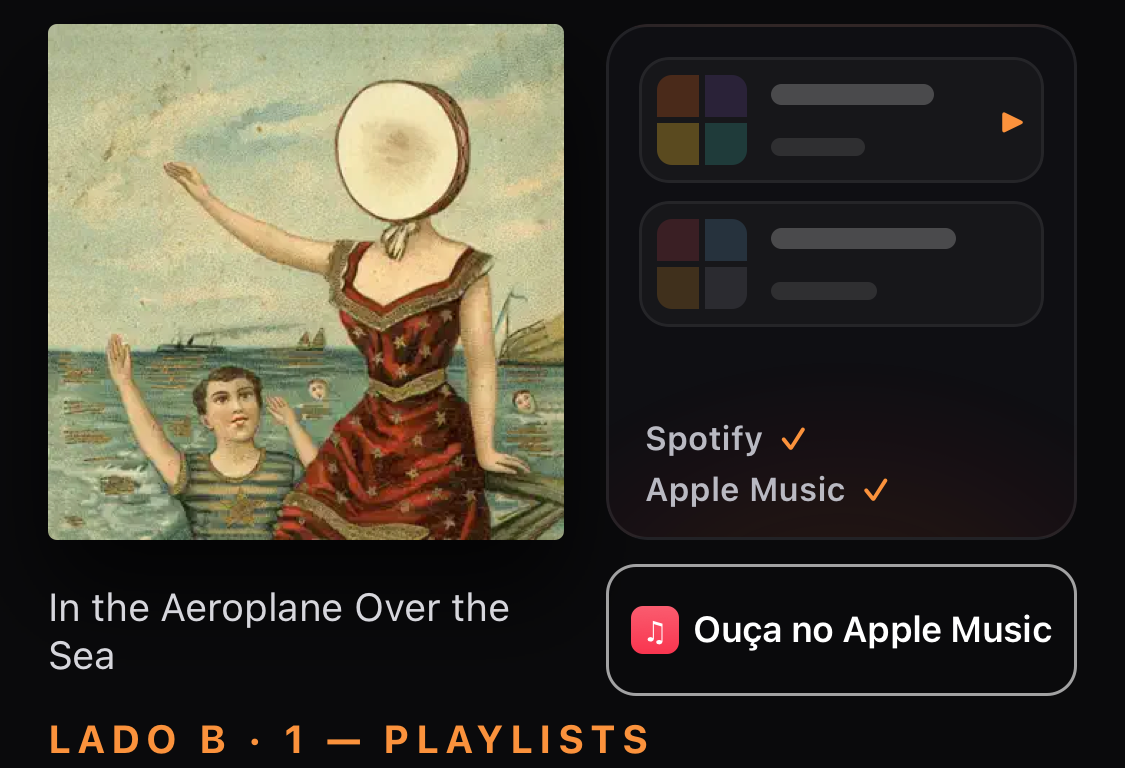 Spotify
Apple Music
In the Aeroplane Over the
Sea
Ouça no Apple Music
LADO B · 1 — PLAYLISTS